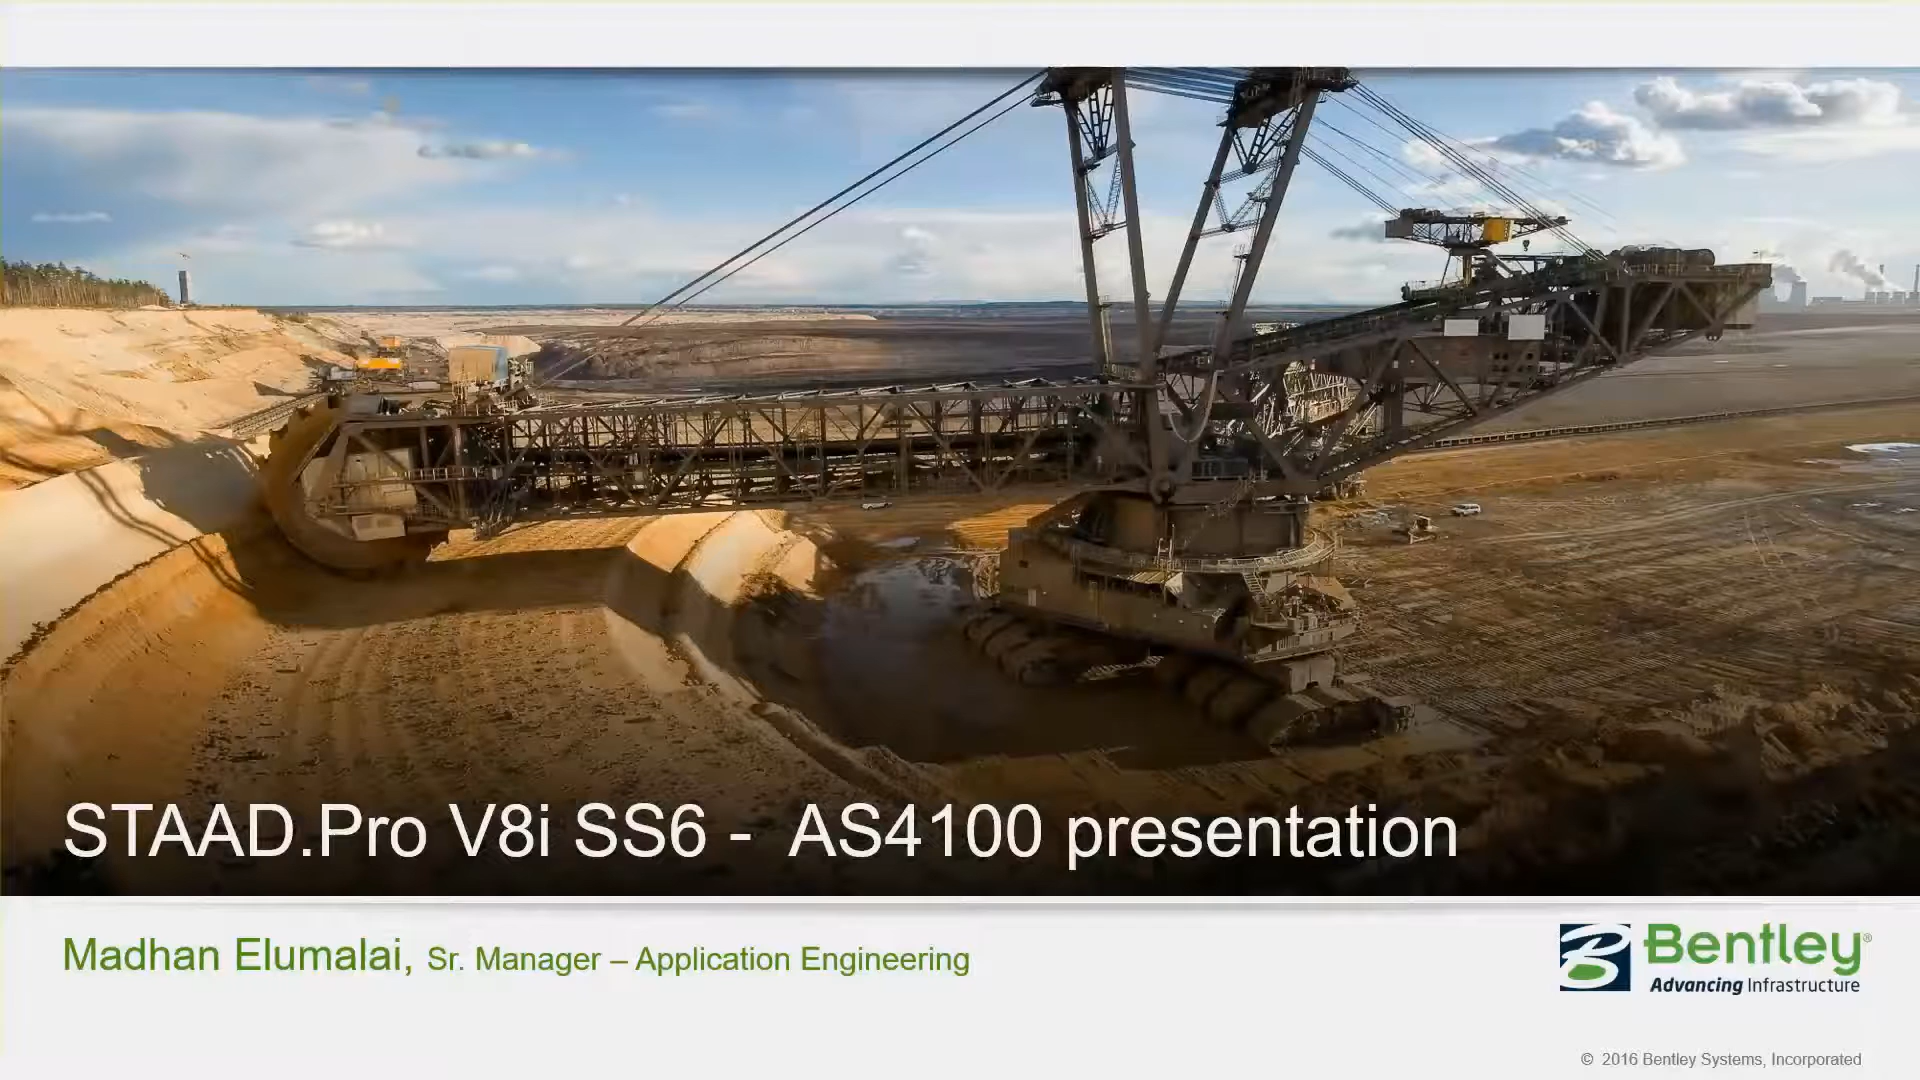 STAAD.Pro V8i SS6 - AS4100 presentation
Madhan Elumalai, Sr. Manager – Application Engineering
Bentley®
Advancing Infrastructure
© 2016 Bentley Systems, Incorporated